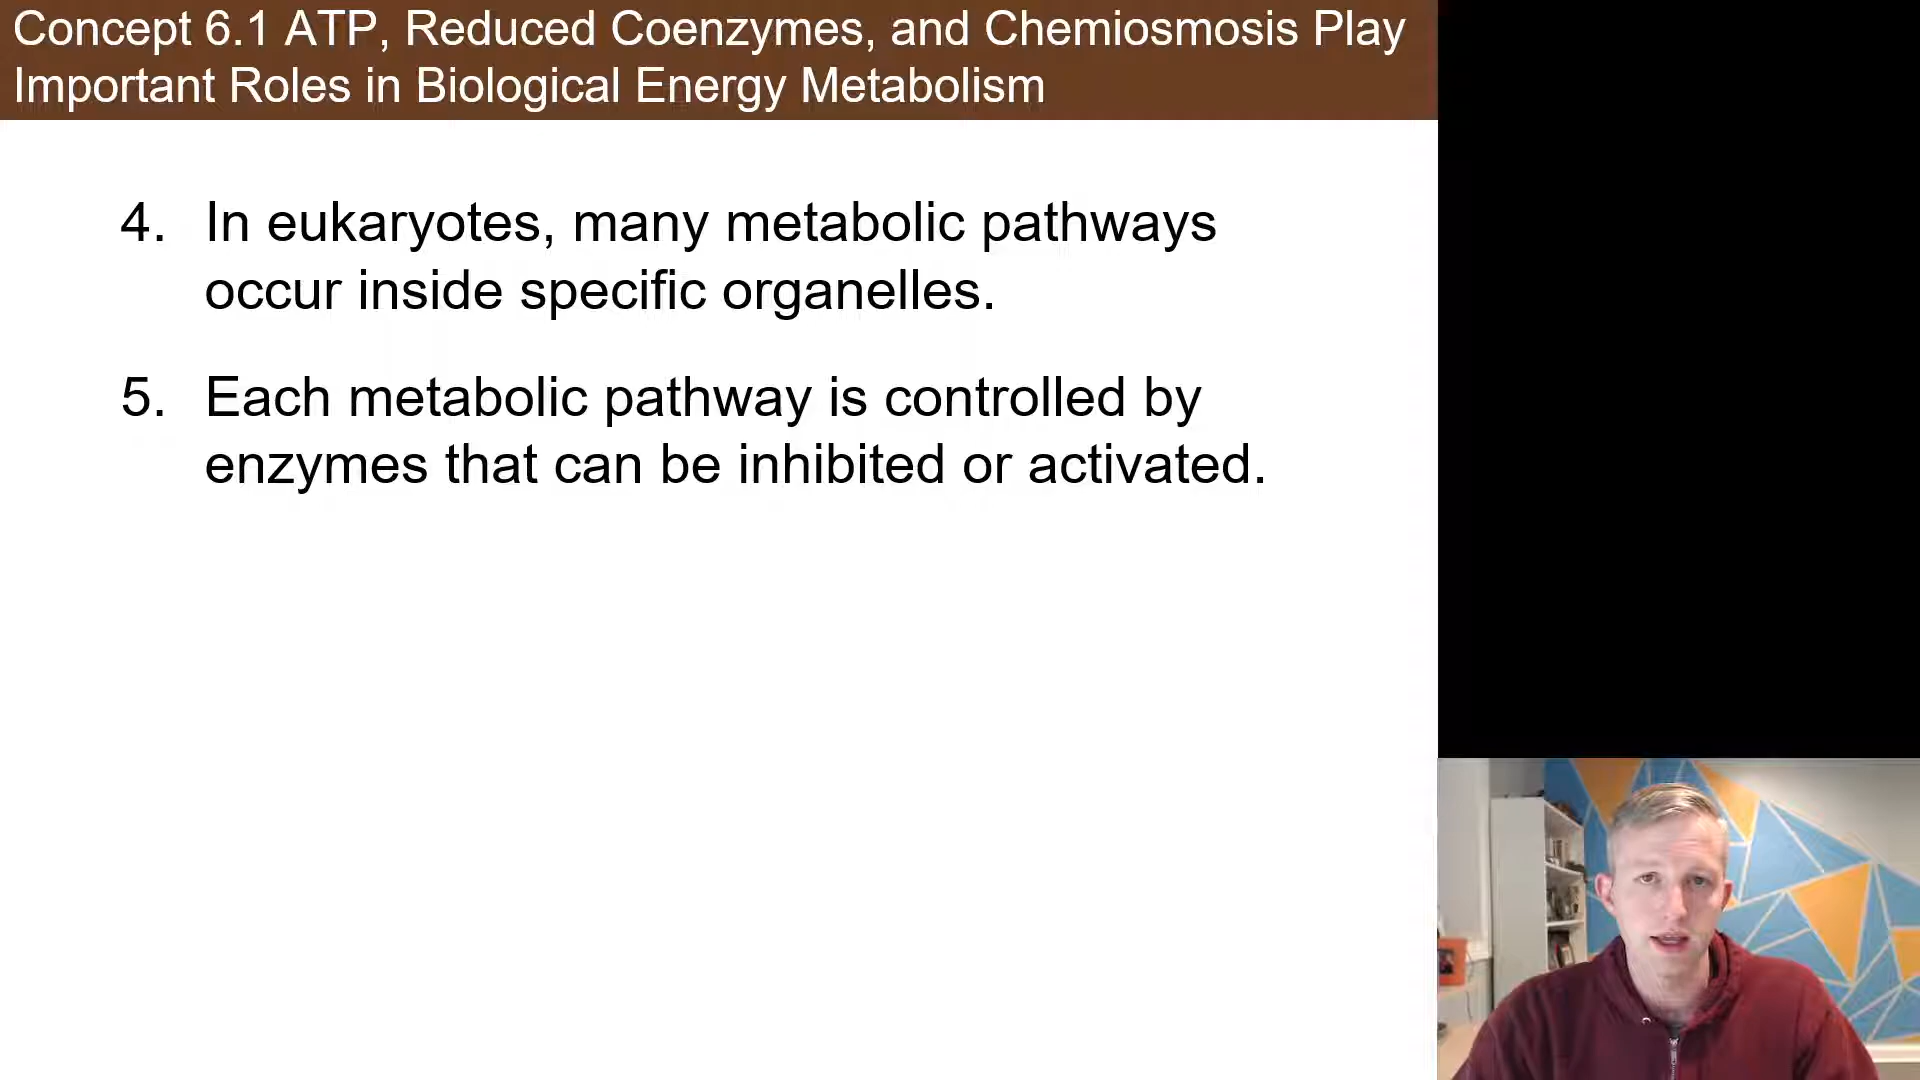 Concept 6.1 ATP, Reduced Coenzymes, and Chemiosmosis Play
Important Roles in Biological Energy Metabolism
4. In eukaryotes, many metabolic pathways
occur inside specific organelles.
5. Each metabolic pathway is controlled by
enzymes that can be inhibited or activated.